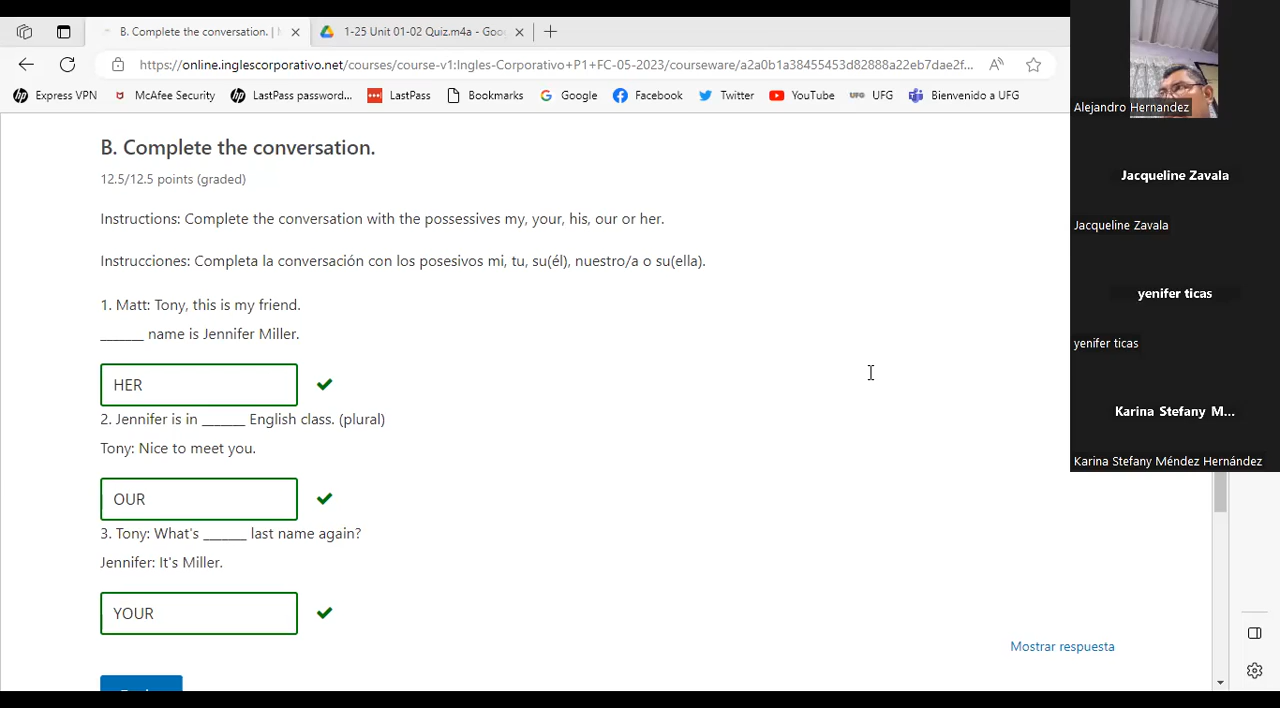 B. Complete the conversation. |
1-25 Unit 01-02 Quiz.m4a - Goo
https://online.inglescorporativo.net/courses/course-v1:Ingles-Corporativo+P1+FC-05-2023/courseware/a2a0b1a38455453d82888a22eb7dae2f...
Express VPN McAfee Security LastPass password... LastPass Bookmarks Google Facebook Twitter YouTube UFG UFG Bienvenido a UFG
B. Complete the conversation.
12.5/12.5 points (graded)
Instructions: Complete the conversation with the possessives my, your, his, our or her.
Instrucciones: Completa la conversación con los posesivos mi, tu, su(él), nuestro/a o su(ella).
1. Matt: Tony, this is my friend.
______ name is Jennifer Miller.
HER
2. Jennifer is in ______ English class. (plural)
Tony: Nice to meet you.
OUR
3. Tony: What's ______ last name again?
Jennifer: It's Miller.
YOUR
Mostrar respuesta
Alejandro Hernandez
Jacqueline Zavala
Jacqueline Zavala
yenifer ticas
yenifer ticas
Karina Stefany M...
Karina Stefany Méndez Hernández